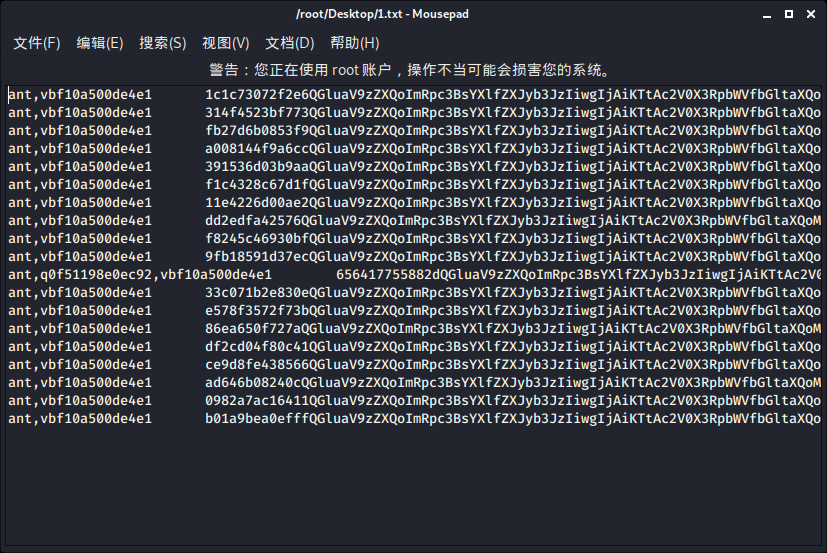 /root/Desktop/1.txt - Mousepad
文件(F) 编辑(E) 搜索(S) 视图(V) 文档(D) 帮助(H)
警告：您正在使用 root 账户，操作不当可能会损害您的系统。
ant,vbf10a500de4e1	1c1c73072f2e6QGluaV9zZXQoImRpc3BsYXlfZXJyb3JzIiwgIjAiKTtAc2V0X3RpbWVfbGltaXQo
ant,vbf10a500de4e1	314f4523bf773QGluaV9zZXQoImRpc3BsYXlfZXJyb3JzIiwgIjAiKTtAc2V0X3RpbWVfbGltaXQo
ant,vbf10a500de4e1	fb27d6b0853f9QGluaV9zZXQoImRpc3BsYXlfZXJyb3JzIiwgIjAiKTtAc2V0X3RpbWVfbGltaXQo
ant,vbf10a500de4e1	a008144f9a6ccQGluaV9zZXQoImRpc3BsYXlfZXJyb3JzIiwgIjAiKTtAc2V0X3RpbWVfbGltaXQo
ant,vbf10a500de4e1	391536d03b9aaQGluaV9zZXQoImRpc3BsYXlfZXJyb3JzIiwgIjAiKTtAc2V0X3RpbWVfbGltaXQo
ant,vbf10a500de4e1	f1c4328c67d1fQGluaV9zZXQoImRpc3BsYXlfZXJyb3JzIiwgIjAiKTtAc2V0X3RpbWVfbGltaXQo
ant,vbf10a500de4e1	11e4226d00ae2QGluaV9zZXQoImRpc3BsYXlfZXJyb3JzIiwgIjAiKTtAc2V0X3RpbWVfbGltaXQo
ant,vbf10a500de4e1	dd2edfa42576QGluaV9zZXQoImRpc3BsYXlfZXJyb3JzIiwgIjAiKTtAc2V0X3RpbWVfbGltaXQoM
ant,vbf10a500de4e1	f8245c46930bfQGluaV9zZXQoImRpc3BsYXlfZXJyb3JzIiwgIjAiKTtAc2V0X3RpbWVfbGltaXQo
ant,vbf10a500de4e1	9fb18591d37ecQGluaV9zZXQoImRpc3BsYXlfZXJyb3JzIiwgIjAiKTtAc2V0X3RpbWVfbGltaXQo
ant,q0f51198e0ec92,vbf10a500de4e1	656417755882dQGluaV9zZXQoImRpc3BsYXlfZXJyb3JzIiwgIjAiKTtAc2V0
ant,vbf10a500de4e1	33c071b2e830eQGluaV9zZXQoImRpc3BsYXlfZXJyb3JzIiwgIjAiKTtAc2V0X3RpbWVfbGltaXQo
ant,vbf10a500de4e1	e578f3572f73bQGluaV9zZXQoImRpc3BsYXlfZXJyb3JzIiwgIjAiKTtAc2V0X3RpbWVfbGltaXQo
ant,vbf10a500de4e1	86ea650f727aQGluaV9zZXQoImRpc3BsYXlfZXJyb3JzIiwgIjAiKTtAc2V0X3RpbWVfbGltaXQoM
ant,vbf10a500de4e1	df2cd04f80c41QGluaV9zZXQoImRpc3BsYXlfZXJyb3JzIiwgIjAiKTtAc2V0X3RpbWVfbGltaXQo
ant,vbf10a500de4e1	ce9d8fe438566QGluaV9zZXQoImRpc3BsYXlfZXJyb3JzIiwgIjAiKTtAc2V0X3RpbWVfbGltaXQo
ant,vbf10a500de4e1	ad646b08240cQGluaV9zZXQoImRpc3BsYXlfZXJyb3JzIiwgIjAiKTtAc2V0X3RpbWVfbGltaXQoM
ant,vbf10a500de4e1	0982a7ac16411QGluaV9zZXQoImRpc3BsYXlfZXJyb3JzIiwgIjAiKTtAc2V0X3RpbWVfbGltaXQo
ant,vbf10a500de4e1	b01a9bea0efffQGluaV9zZXQoImRpc3BsYXlfZXJyb3JzIiwgIjAiKTtAc2V0X3RpbWVfbGltaXQo